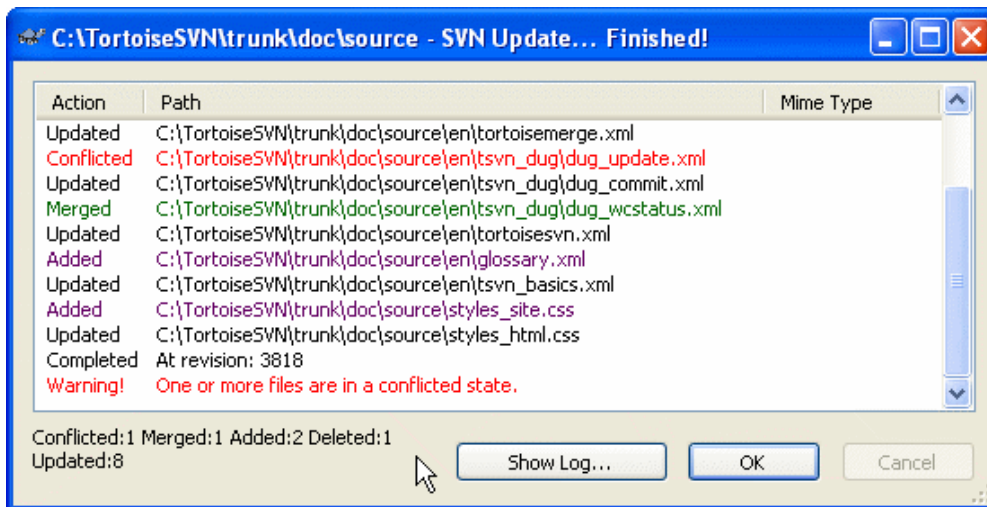 C:\TortoiseSVN\trunk\doc\source - SVN Update... Finished!
Action Path Mime Type
Updated C:\TortoiseSVN\trunk\doc\source\en\tortoisemerge.xml
Conflicted C:\TortoiseSVN\trunk\doc\source\en\tsvn_dug\dug_update.xml
Updated C:\TortoiseSVN\trunk\doc\source\en\tsvn_dug\dug_commit.xml
Merged C:\TortoiseSVN\trunk\doc\source\en\tsvn_dug\dug_wcstatus.xml
Updated C:\TortoiseSVN\trunk\doc\source\en\tortoisesvn.xml
Added C:\TortoiseSVN\trunk\doc\source\en\glossary.xml
Updated C:\TortoiseSVN\trunk\doc\source\en\tsvn_basics.xml
Added C:\TortoiseSVN\trunk\doc\source\styles_site.css
Updated C:\TortoiseSVN\trunk\doc\source\styles_html.css
Completed At revision: 3818
Warning! One or more files are in a conflicted state.
Conflicted:1 Merged:1 Added:2 Deleted:1
Updated:8
Show Log... OK Cancel